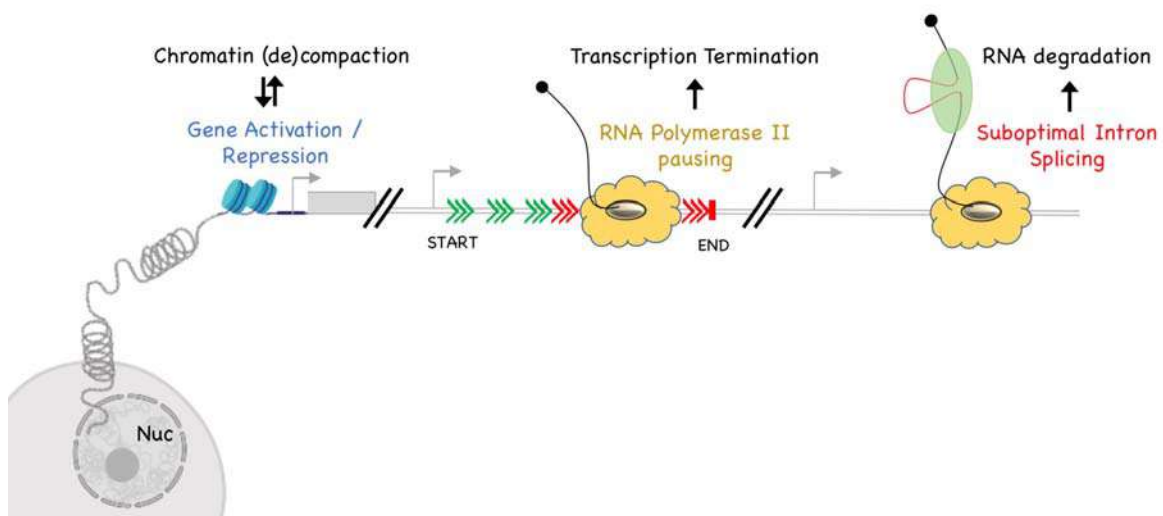 Chromatin (de)compaction
Gene Activation /
Repression
Transcription Termination
RNA Polymerase II
pausing
RNA degradation
Suboptimal Intron
Splicing
START
END
Nuc